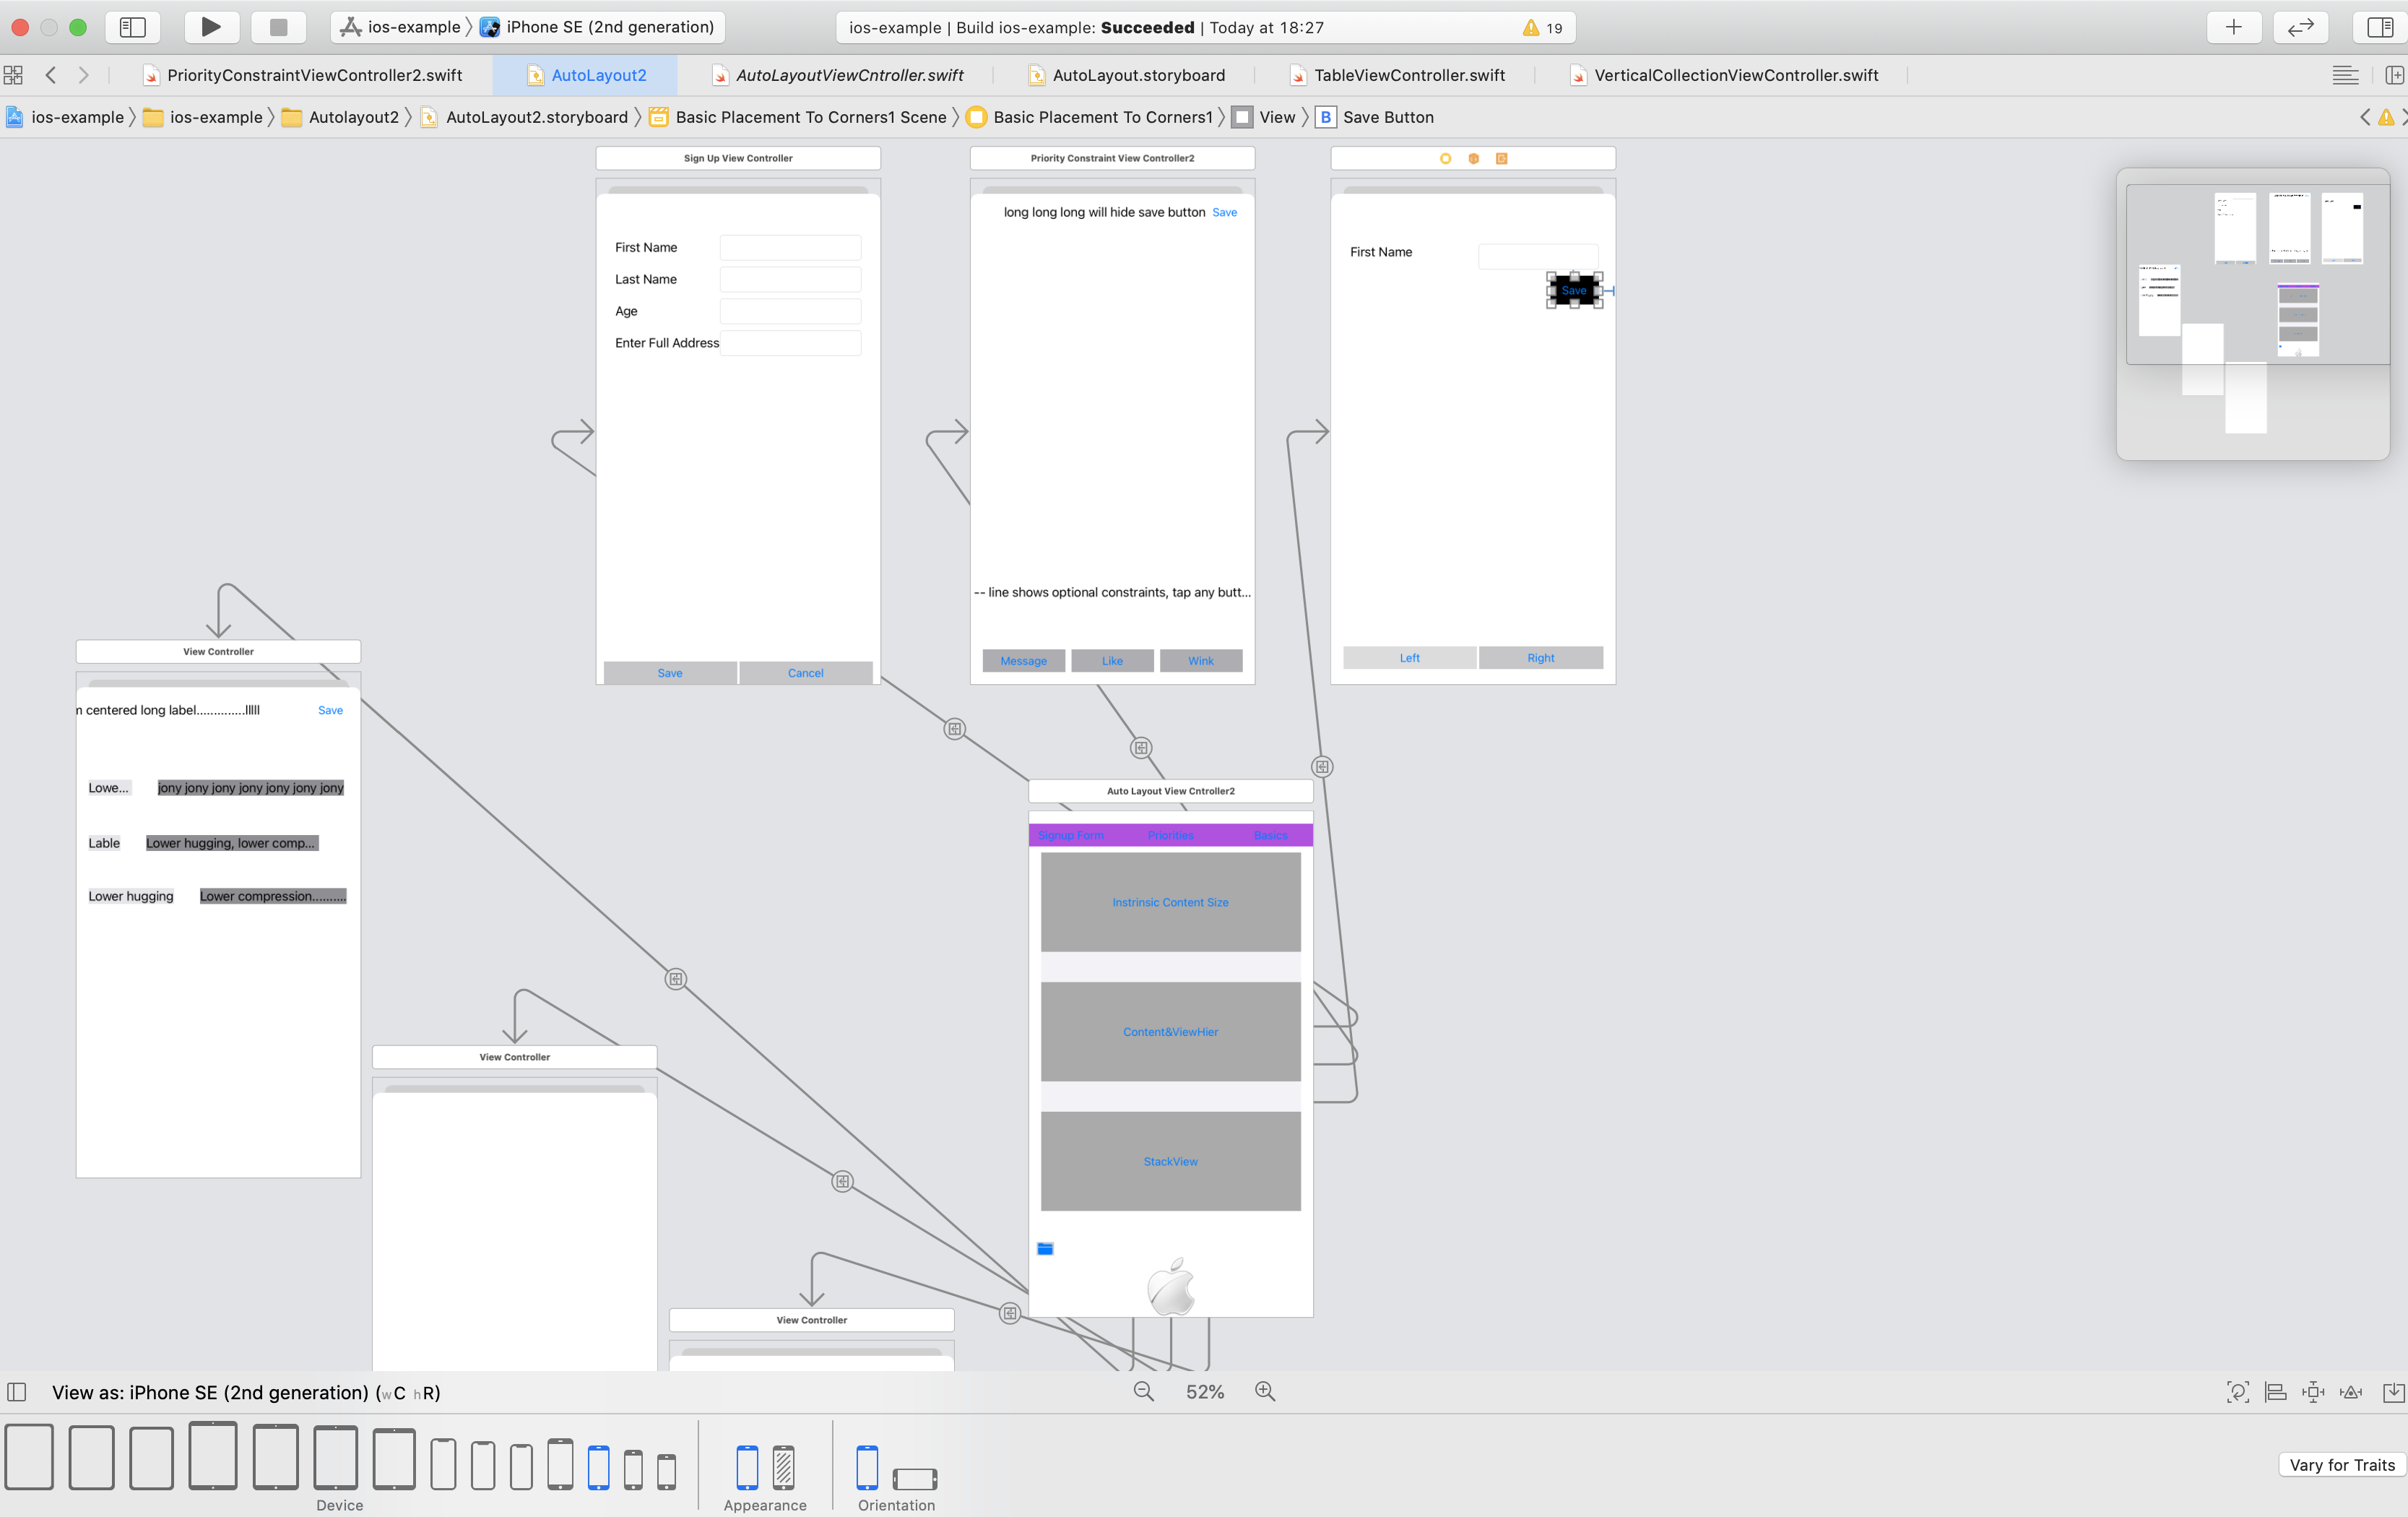 ios-example 〉 iPhone SE (2nd generation)
ios-example | Build ios-example: Succeeded | Today at 18:27
19
PriorityConstraintViewController2.swift
AutoLayout2
AutoLayoutViewCntroller.swift
AutoLayout.storyboard
TableViewController.swift
VerticalCollectionViewController.swift
ios-example 〉 ios-example 〉 Autolayout2 〉 AutoLayout2.storyboard 〉 Basic Placement To Corners1 Scene 〉 Basic Placement To Corners1 〉 View 〉 B Save Button
Sign Up View Controller
First Name
Last Name
Age
Enter Full Address
Save
Cancel
Priority Constraint View Controller2
long long long will hide save button Save
-- line shows optional constraints, tap any butt...
Message
Like
Wink
First Name
Save
Left
Right
View Controller
n centered long label..............lllll
Save
Lowe...
jony jony jony jony jony jony jony
Lable
Lower hugging, lower comp...
Lower hugging
Lower compression..........
View Controller
View Controller
Auto Layout View Cntroller2
Signup Form
Priorities
Basics
Instrinsic Content Size
Content&ViewHier
StackView
View as: iPhone SE (2nd generation) (wC hR)
52%
Device
Appearance
Orientation
Vary for Traits